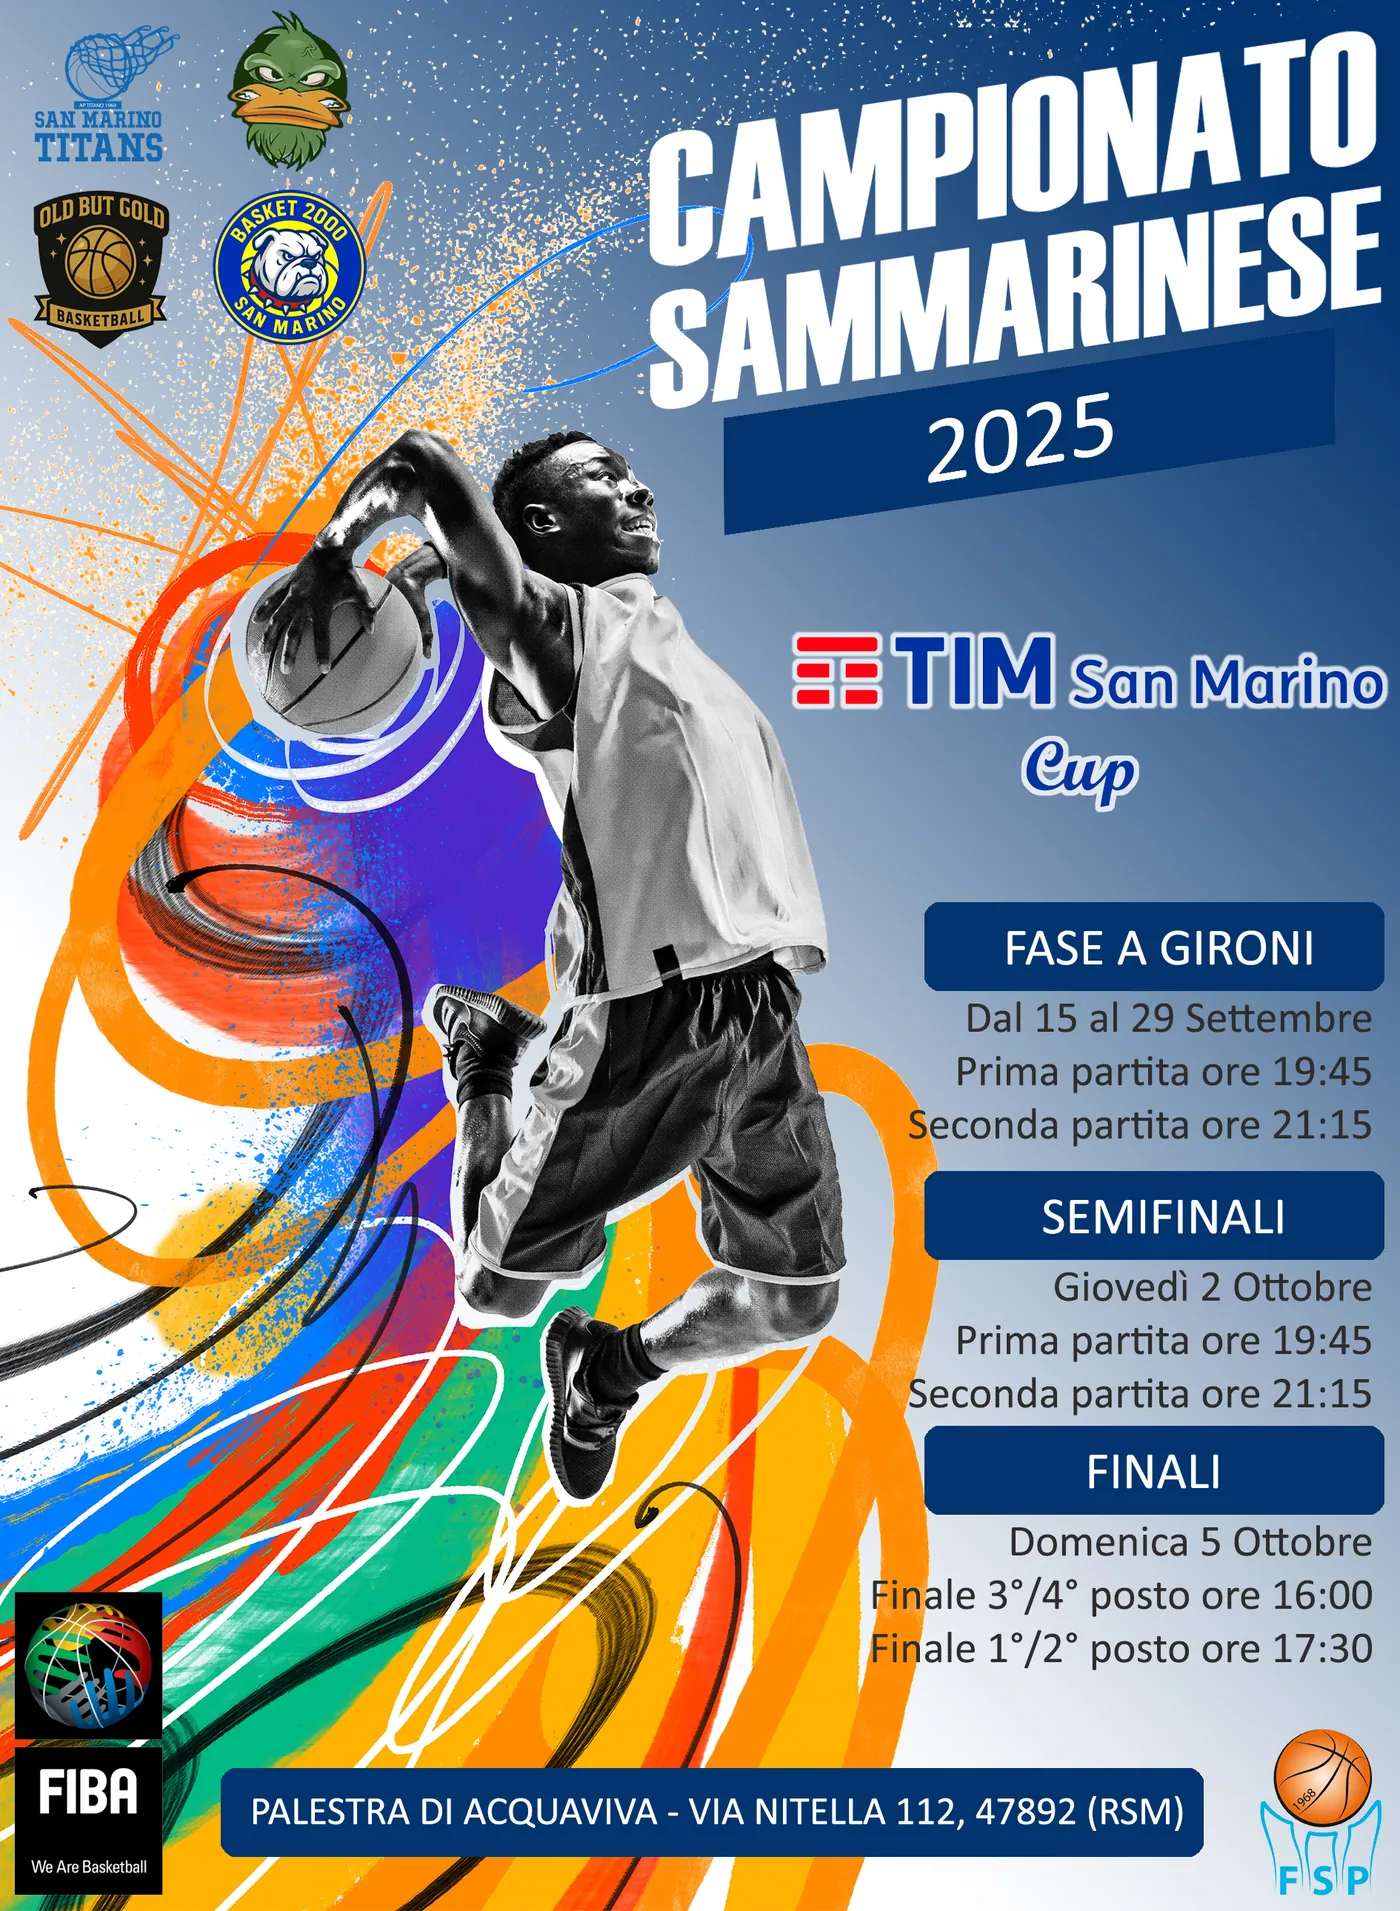 AP TITANO 1969
SAN MARINO
TITANS
OLD BUT GOLD
BASKETBALL
BASKET 2000
SAN MARINO
CAMPIONATO
SAMMARINESE
2025
TIM San Marino
Cup
FASE A GIRONI
Dal 15 al 29 Settembre
Prima partita ore 19:45
Seconda partita ore 21:15
SEMIFINALI
Giovedì 2 Ottobre
Prima partita ore 19:45
Seconda partita ore 21:15
FINALI
Domenica 5 Ottobre
Finale 3°/4° posto ore 16:00
Finale 1°/2° posto ore 17:30
FIBA
We Are Basketball
PALESTRA DI ACQUAVIVA - VIA NITELLA 112, 47892 (RSM)
1968
FSP